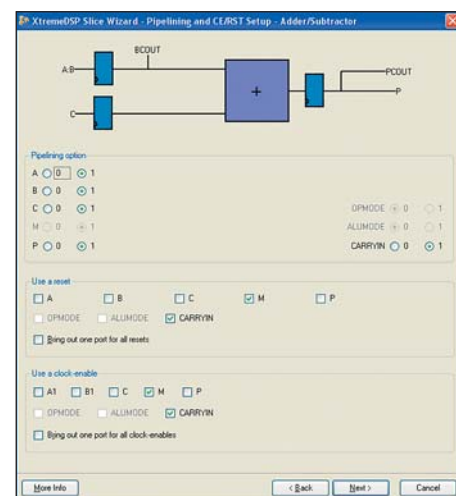 XtremeDSP Slice Wizard - Pipelining and CE/RST Setup - Adder/Subtractor
BCOUT
A:B
PCOUT
+
P
C
Pipelining option
A 0 1
B 0 1
C 0 1 OPMODE 0 1
M 0 1 ALUMODE 0 1
P 0 1 CARRYIN 0 1
Use a reset
A B C M P
OPMODE ALUMODE CARRYIN
Bring out one port for all resets
Use a clock-enable
A1 B1 C M P
OPMODE ALUMODE CARRYIN
Bring out one port for all clock-enables
More Info < Back Next > Cancel